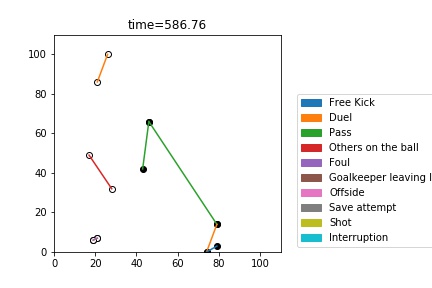 time=586.76
100
80
60
40
20
0
0 20 40 60 80 100
Free Kick
Duel
Pass
Others on the ball
Foul
Goalkeeper leaving l
Offside
Save attempt
Shot
Interruption